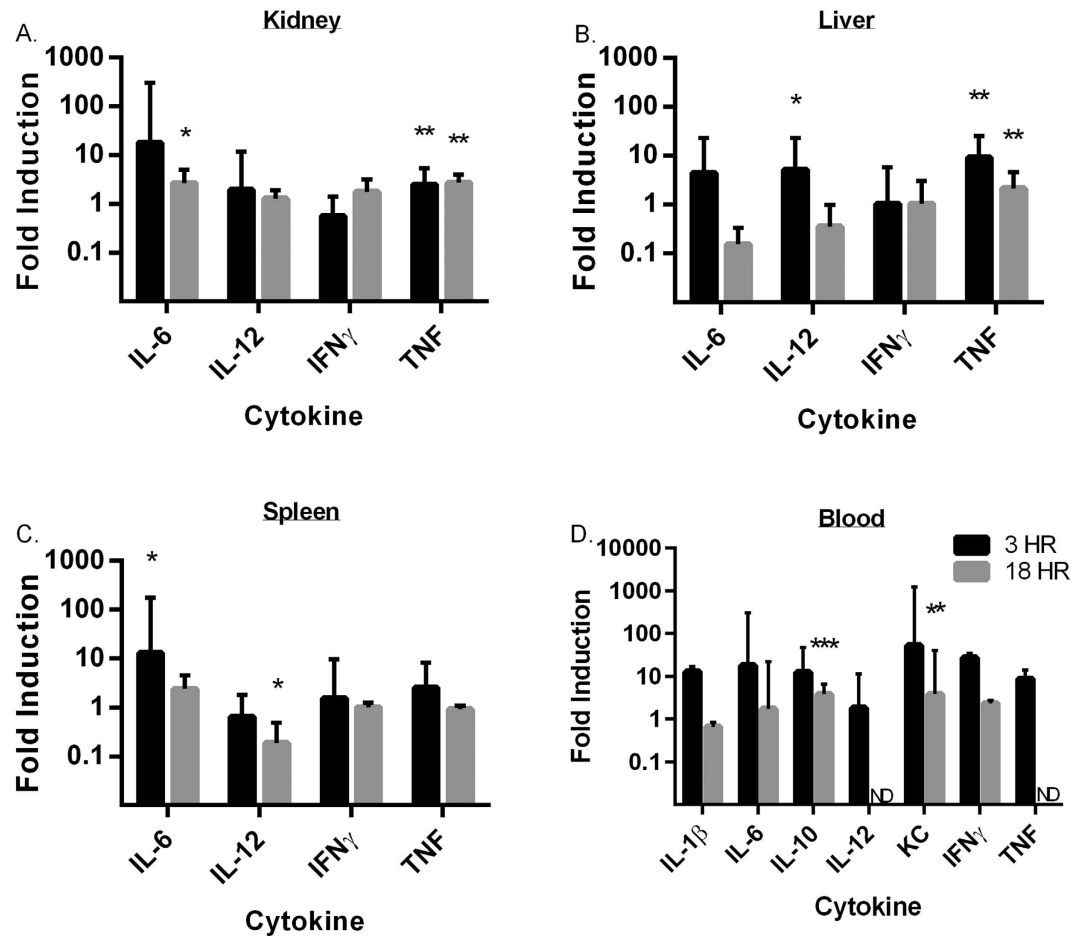 A.
Kidney
Fold Induction
1000
100
10
1
0.1
*
**
**
IL-6
IL-12
IFNγ
TNF
Cytokine
B.
Liver
Fold Induction
1000
100
10
1
0.1
*
**
**
IL-6
IL-12
IFNγ
TNF
Cytokine
C.
Spleen
Fold Induction
1000
100
10
1
0.1
*
*
IL-6
IL-12
IFNγ
TNF
Cytokine
D.
Blood
3 HR
18 HR
Fold Induction
10000
1000
100
10
1
0.1
***
**
ND
ND
IL-1β
IL-6
IL-10
IL-12
KC
IFNγ
TNF
Cytokine